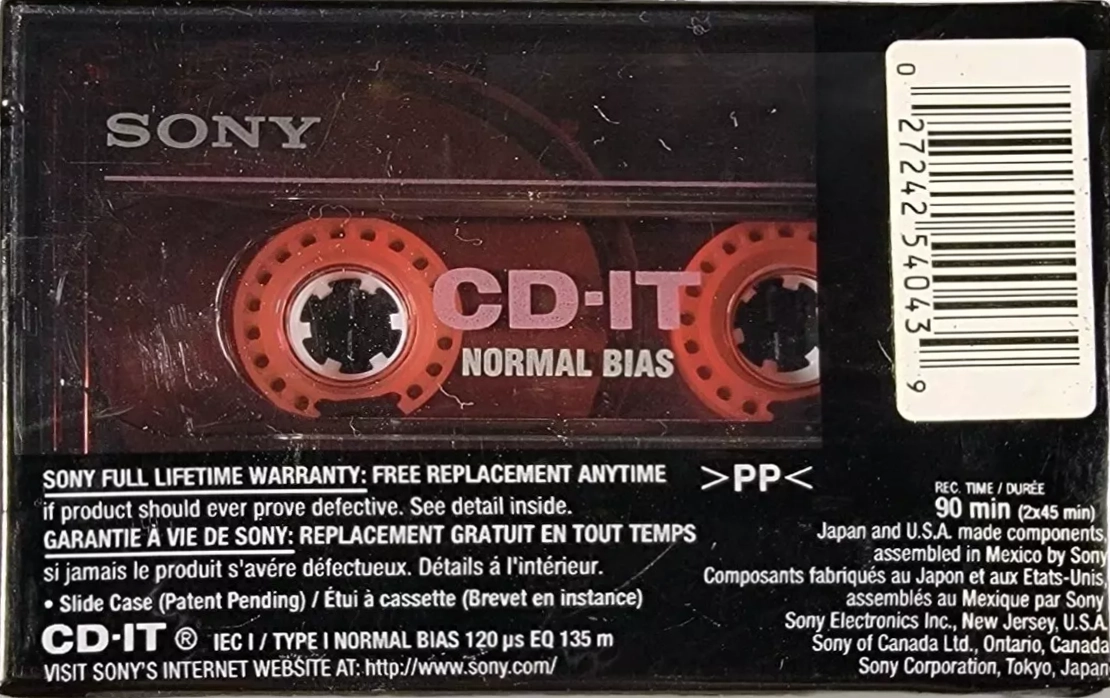 SONY
CD-IT
NORMAL BIAS
0 27242 54043 9
SONY FULL LIFETIME WARRANTY: FREE REPLACEMENT ANYTIME
if product should ever prove defective. See detail inside.
GARANTIE À VIE DE SONY: REPLACEMENT GRATUIT EN TOUT TEMPS
si jamais le produit s'avére défectueux. Détails á l'intérieur.
• Slide Case (Patent Pending) / Étui à cassette (Brevet en instance)
CD-IT ® IEC I / TYPE I NORMAL BIAS 120 µs EQ 135 m
VISIT SONY'S INTERNET WEBSITE AT: http://www.sony.com/
>PP<
REC. TIME / DURÉE
90 min (2x45 min)
Japan and U.S.A. made components,
assembled in Mexico by Sony
Composants fabriqués au Japon et aux Etats-Unis,
assemblés au Mexique par Sony
Sony Electronics Inc., New Jersey, U.S.A.
Sony of Canada Ltd., Ontario, Canada
Sony Corporation, Tokyo, Japan